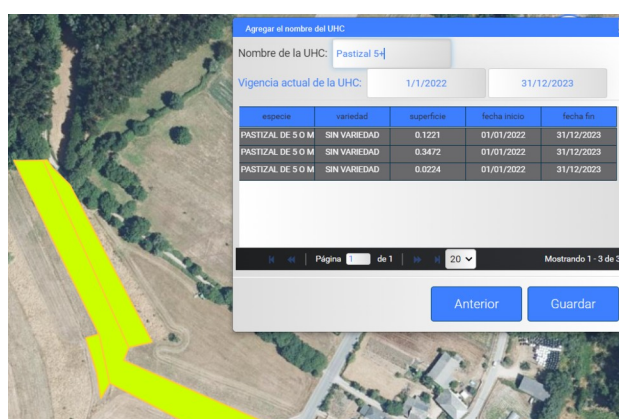 Agregar el nombre del UHC
Nombre de la UHC: Pastizal 5+
Vigencia actual de la UHC: 1/1/2022 31/12/2023
especie variedad superficie fecha inicio fecha fin
PASTIZAL DE 5 O M SIN VARIEDAD 0.1221 01/01/2022 31/12/2023
PASTIZAL DE 5 O M SIN VARIEDAD 0.3472 01/01/2022 31/12/2023
PASTIZAL DE 5 O M SIN VARIEDAD 0.0224 01/01/2022 31/12/2023
Página 1 de 1 20 Mostrando 1 - 3 de 3
Anterior Guardar